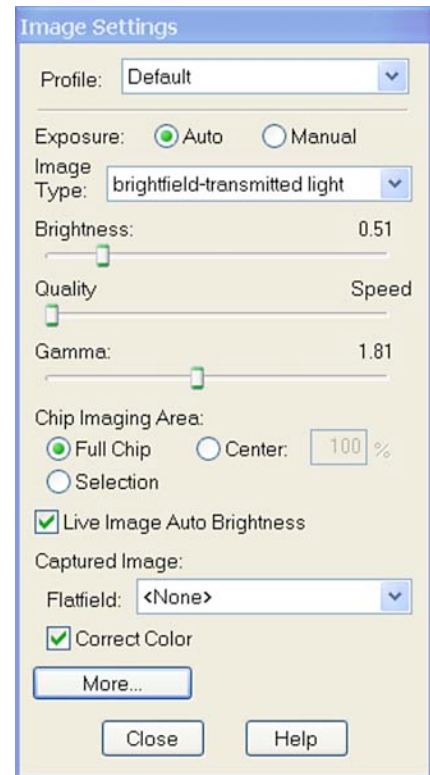 Image Settings
Profile: Default
Exposure: Auto Manual
Image
Type: brightfield-transmitted light
Brightness: 0.51
Quality Speed
Gamma: 1.81
Chip Imaging Area:
Full Chip Center: 100 %
Selection
Live Image Auto Brightness
Captured Image:
Flatfield: <None>
Correct Color
More...
Close Help